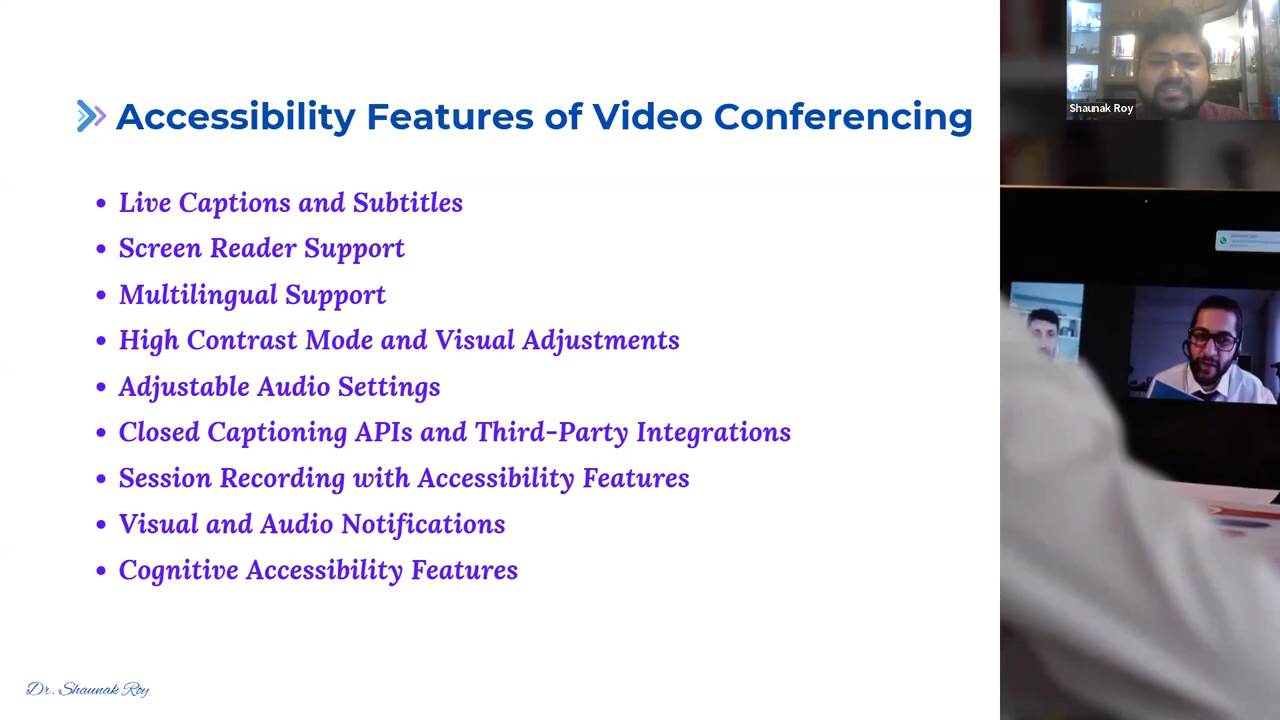 Accessibility Features of Video Conferencing
• Live Captions and Subtitles
• Screen Reader Support
• Multilingual Support
• High Contrast Mode and Visual Adjustments
• Adjustable Audio Settings
• Closed Captioning APIs and Third-Party Integrations
• Session Recording with Accessibility Features
• Visual and Audio Notifications
• Cognitive Accessibility Features
Dr. Shaunak Roy
Shaunak Roy